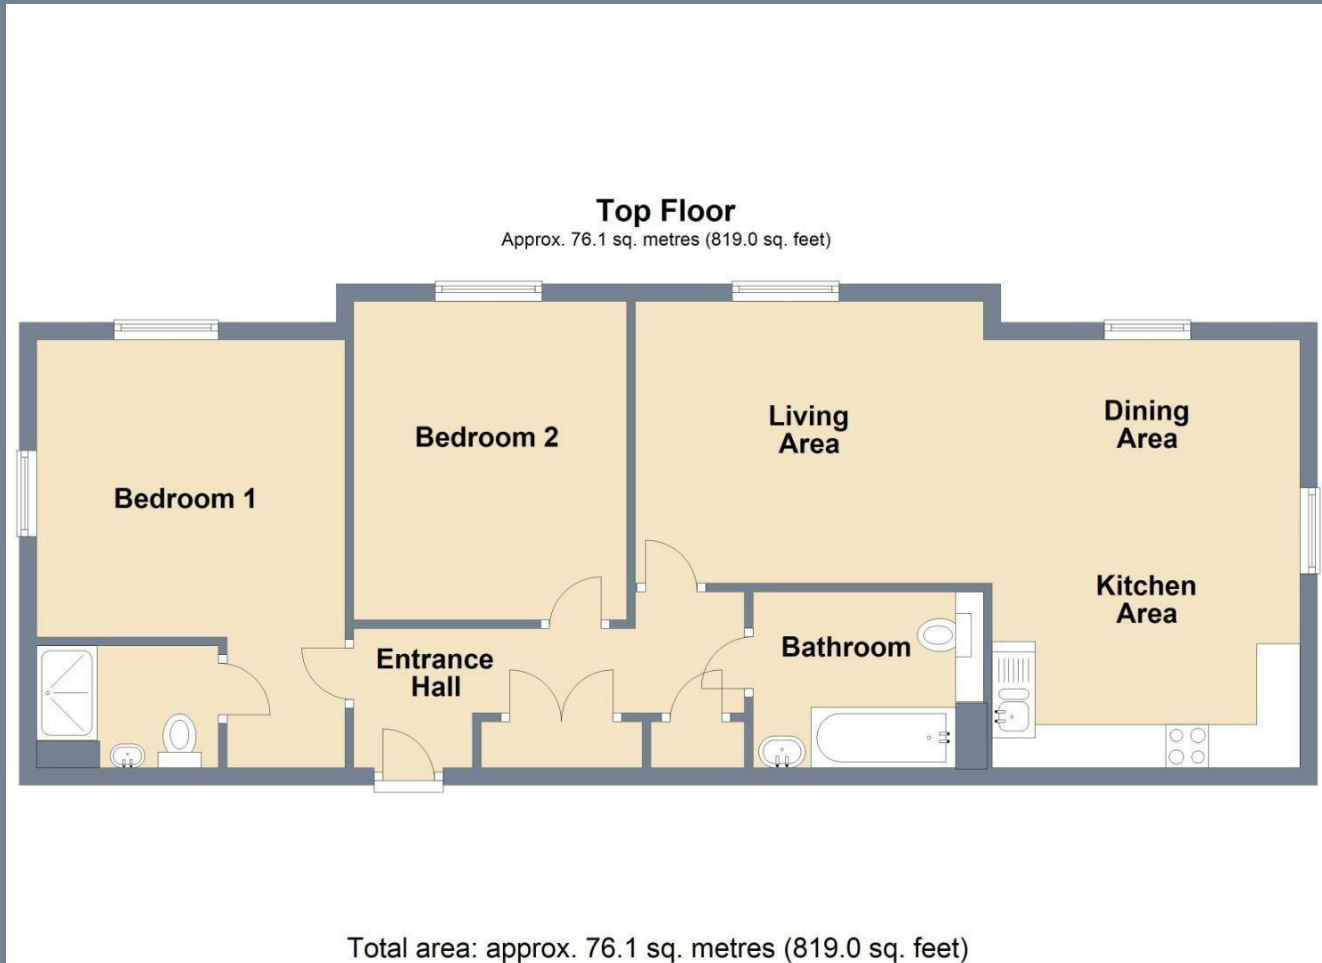 Top Floor
Approx. 76.1 sq. metres (819.0 sq. feet)
Living
Area
Dining
Area
Bedroom 2
Bedroom 1
Kitchen
Area
Entrance
Hall
Bathroom
Total area: approx. 76.1 sq. metres (819.0 sq. feet)